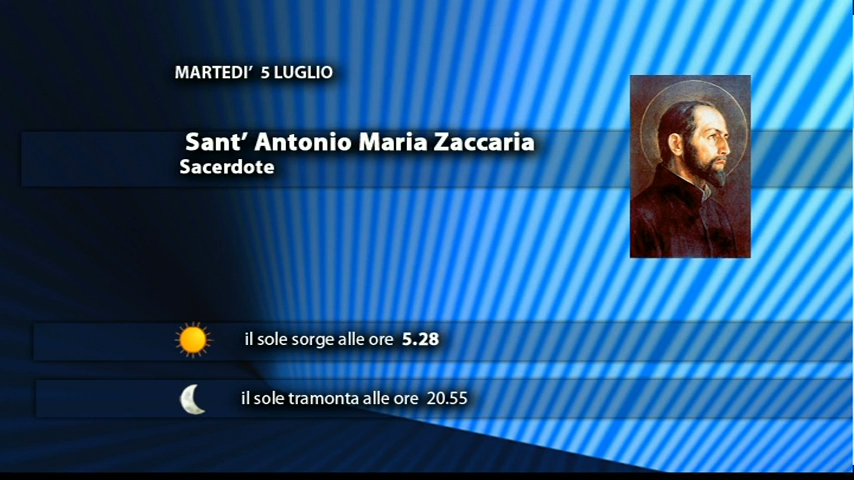 MARTEDI’ 5 LUGLIO
Sant’ Antonio Maria Zaccaria
Sacerdote
il sole sorge alle ore 5.28
il sole tramonta alle ore 20.55